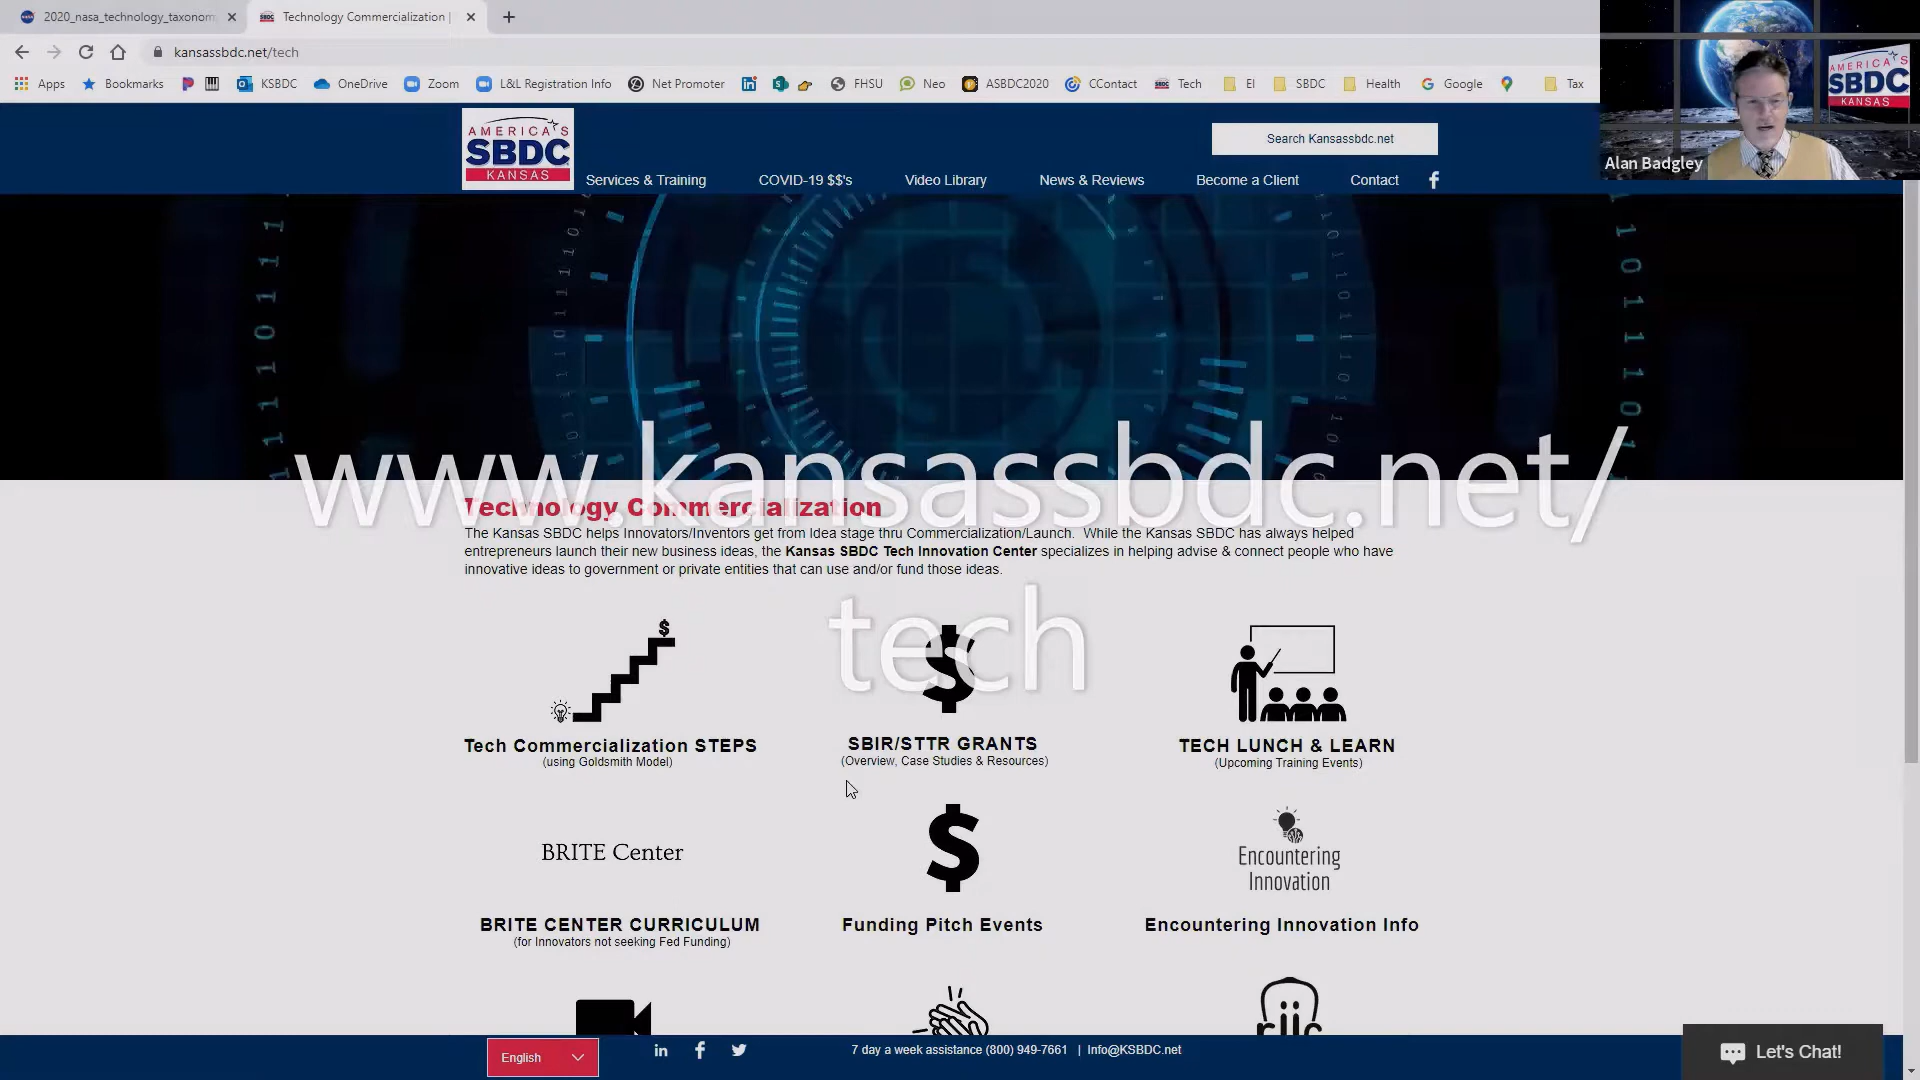 2020_nasa_technology_taxonom
Technology Commercialization |
kansassbdc.net/tech
Apps
Bookmarks
KSBDC
OneDrive
Zoom
L&L Registration Info
Net Promoter
FHSU
Neo
ASBDC2020
CContact
Tech
EI
SBDC
Health
Google
Tax
AMERICA'S
SBDC
KANSAS
Alan Badgley
AMERICA'S
SBDC
KANSAS
Search Kansassbdc.net
Services & Training
COVID-19 $$'s
Video Library
News & Reviews
Become a Client
Contact
www.kansassbdc.net/
tech
Technology Commercialization
The Kansas SBDC helps Innovators/Inventors get from Idea stage thru Commercialization/Launch. While the Kansas SBDC has always helped
entrepreneurs launch their new business ideas, the Kansas SBDC Tech Innovation Center specializes in helping advise & connect people who have
innovative ideas to government or private entities that can use and/or fund those ideas.
Tech Commercialization STEPS
(using Goldsmith Model)
SBIR/STTR GRANTS
(Overview, Case Studies & Resources)
TECH LUNCH & LEARN
(Upcoming Training Events)
BRITE Center
Encountering
Innovation
BRITE CENTER CURRICULUM
(for Innovators not seeking Fed Funding)
Funding Pitch Events
Encountering Innovation Info
English
7 day a week assistance (800) 949-7661 | Info@KSBDC.net
Let's Chat!